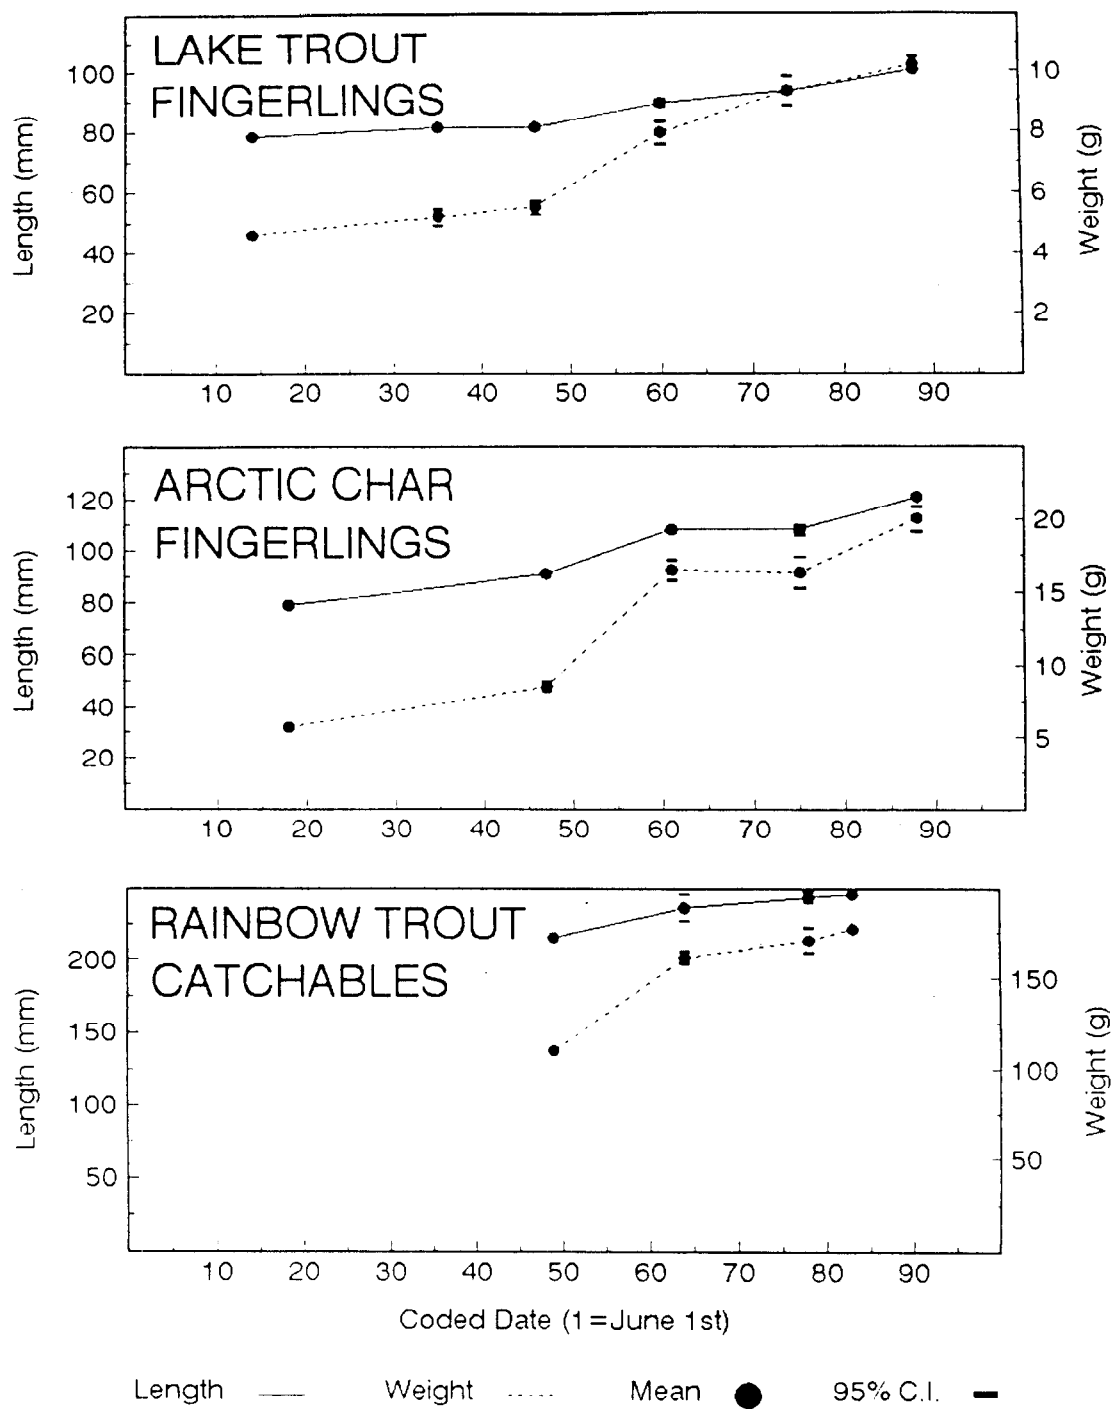 LAKE TROUT
FINGERLINGS
100
80
60
40
20
Length (mm)
10
8
6
4
2
Weight (g)
10 20 30 40 50 60 70 80 90
ARCTIC CHAR
FINGERLINGS
120
100
80
60
40
20
Length (mm)
20
15
10
5
Weight (g)
10 20 30 40 50 60 70 80 90
RAINBOW TROUT
CATCHABLES
200
150
100
50
Length (mm)
150
100
50
Weight (g)
10 20 30 40 50 60 70 80 90
Coded Date (1=June 1st)
Length Weight Mean 95% C.I.